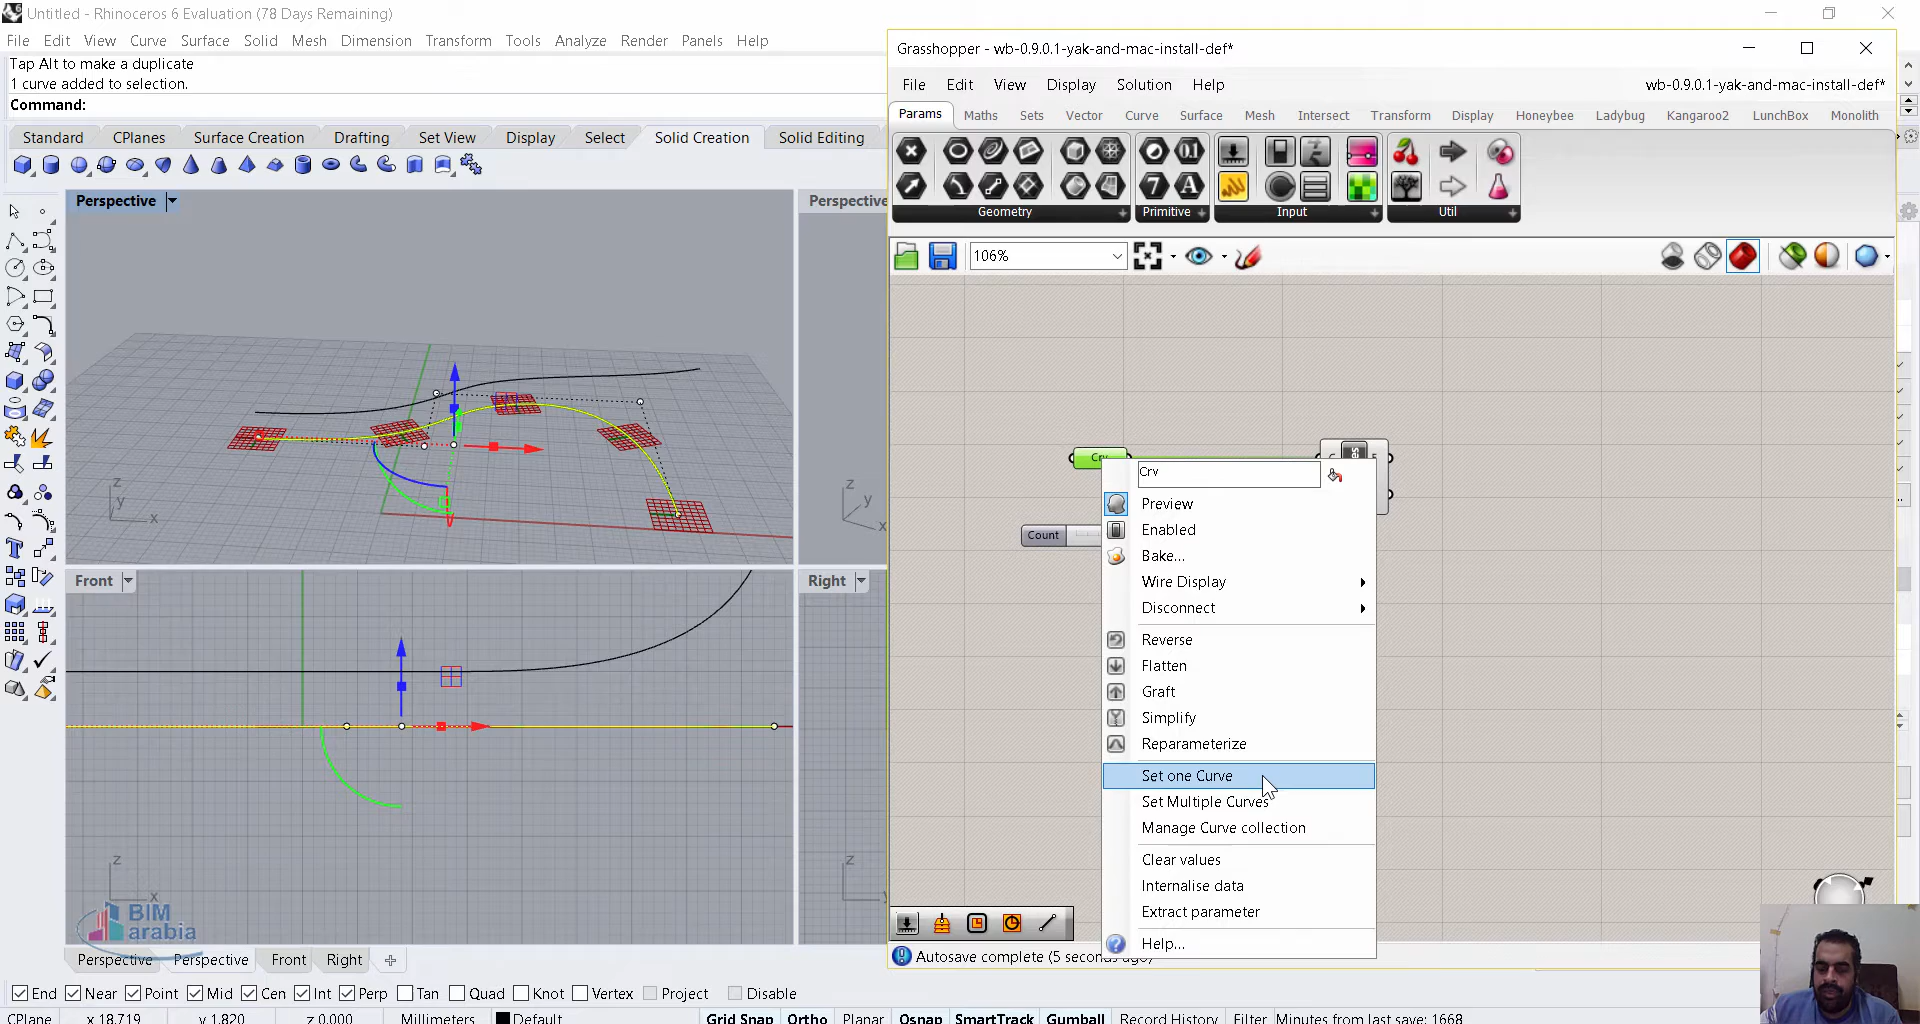 Untitled - Rhinoceros 6 Evaluation (78 Days Remaining)
File Edit View Curve Surface Solid Mesh Dimension Transform Tools Analyze Render Panels Help
Tap Alt to make a duplicate
1 curve added to selection.
Command:
Standard CPlanes Surface Creation Drafting Set View Display Select Solid Creation Solid Editing
Perspective
Perspective
z
y
x
z
y
x
Front
Right
z
x
z
BIM
arabia
Perspective Perspective Front Right
End Near Point Mid Cen Int Perp Tan Quad Knot Vertex Project Disable
CPlane x 18.719 y 1.820 z 0.000 Millimeters Default Grid Snap Ortho Planar Osnap SmartTrack Gumball Record History Filter Minutes from last save: 1668
Grasshopper - wb-0.9.0.1-yak-and-mac-install-def*
File Edit View Display Solution Help
wb-0.9.0.1-yak-and-mac-install-def*
Params Maths Sets Vector Curve Surface Mesh Intersect Transform Display Honeybee Ladybug Kangaroo2 LunchBox Monolith
0.1
7 A
Geometry Primitive Input Util
106%
Crv
Count
Crv
Preview
Enabled
Bake...
Wire Display
Disconnect
Reverse
Flatten
Graft
Simplify
Reparameterize
Set one Curve
Set Multiple Curves
Manage Curve collection
Clear values
Internalise data
Extract parameter
Help...
Autosave complete (5 seconds ago)